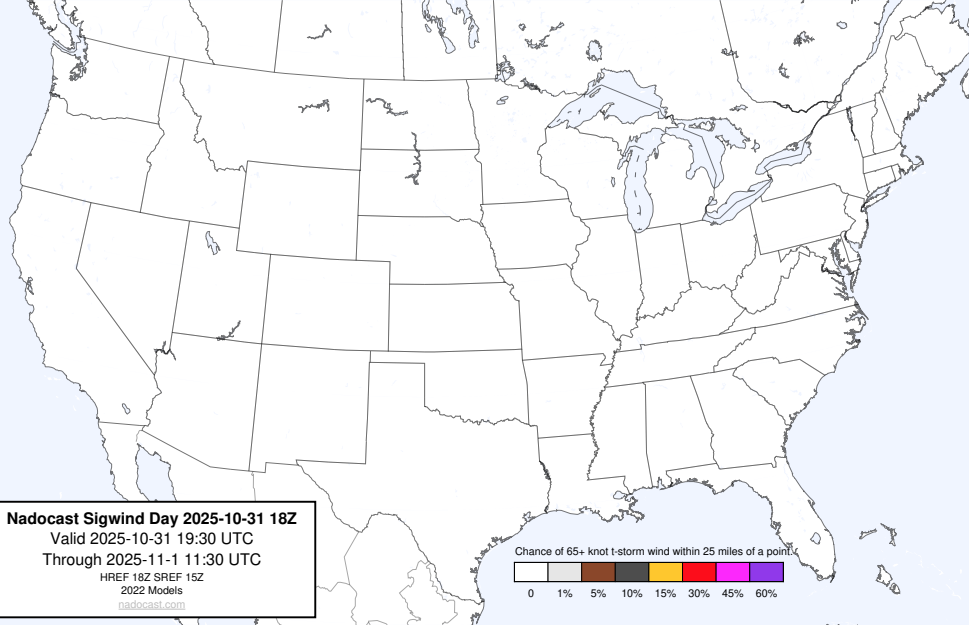 Nadocast Sigwind Day 2025-10-31 18Z
Valid 2025-10-31 19:30 UTC
Through 2025-11-1 11:30 UTC
HREF 18Z SREF 15Z
2022 Models
nadocast.com
Chance of 65+ knot t-storm wind within 25 miles of a point.
0 1% 5% 10% 15% 30% 45% 60%